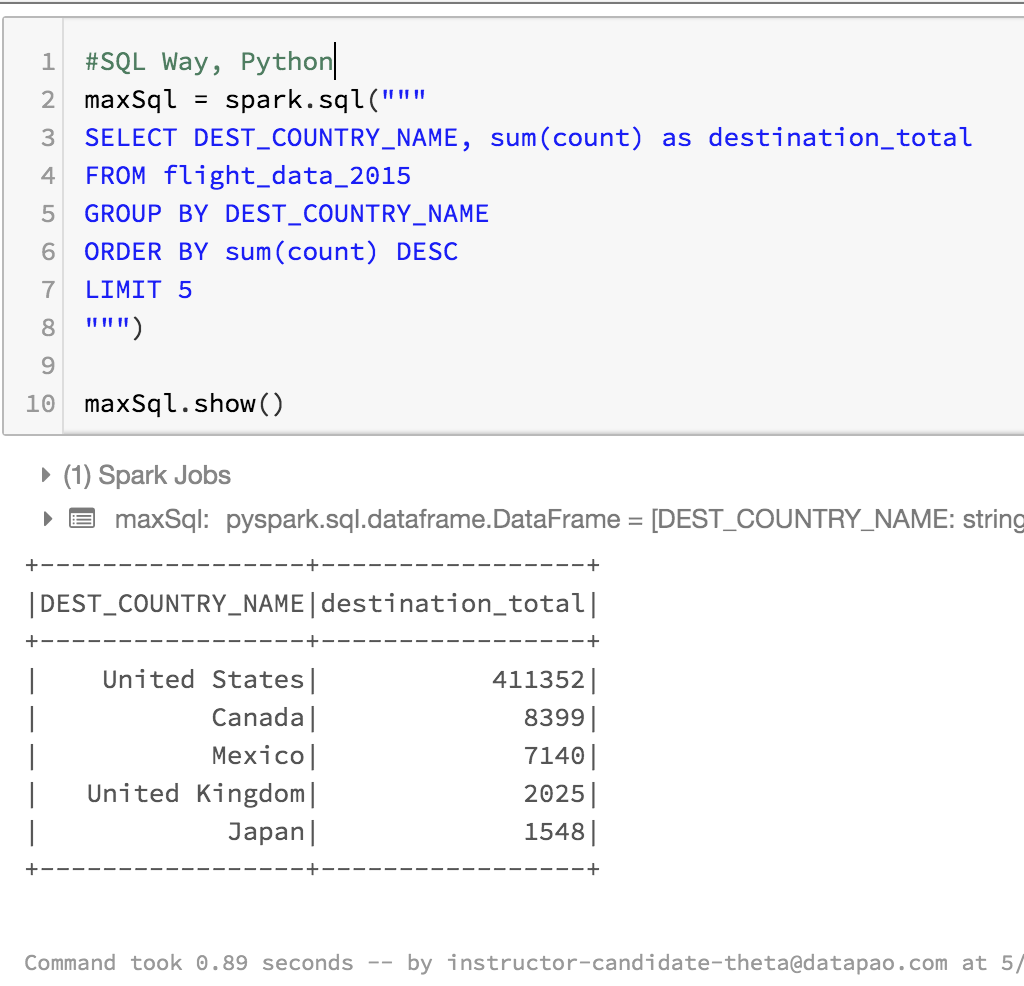 1 #SQL Way, Python
2 maxSql = spark.sql("""
3 SELECT DEST_COUNTRY_NAME, sum(count) as destination_total
4 FROM flight_data_2015
5 GROUP BY DEST_COUNTRY_NAME
6 ORDER BY sum(count) DESC
7 LIMIT 5
8 """)
9
10 maxSql.show()
(1) Spark Jobs
maxSql: pyspark.sql.dataframe.DataFrame = [DEST_COUNTRY_NAME: string
+-----------------+-----------------+
|DEST_COUNTRY_NAME|destination_total|
+-----------------+-----------------+
|    United States|           411352|
|           Canada|             8399|
|           Mexico|             7140|
|   United Kingdom|             2025|
|            Japan|             1548|
+-----------------+-----------------+
Command took 0.89 seconds -- by instructor-candidate-theta@datapao.com at 5/